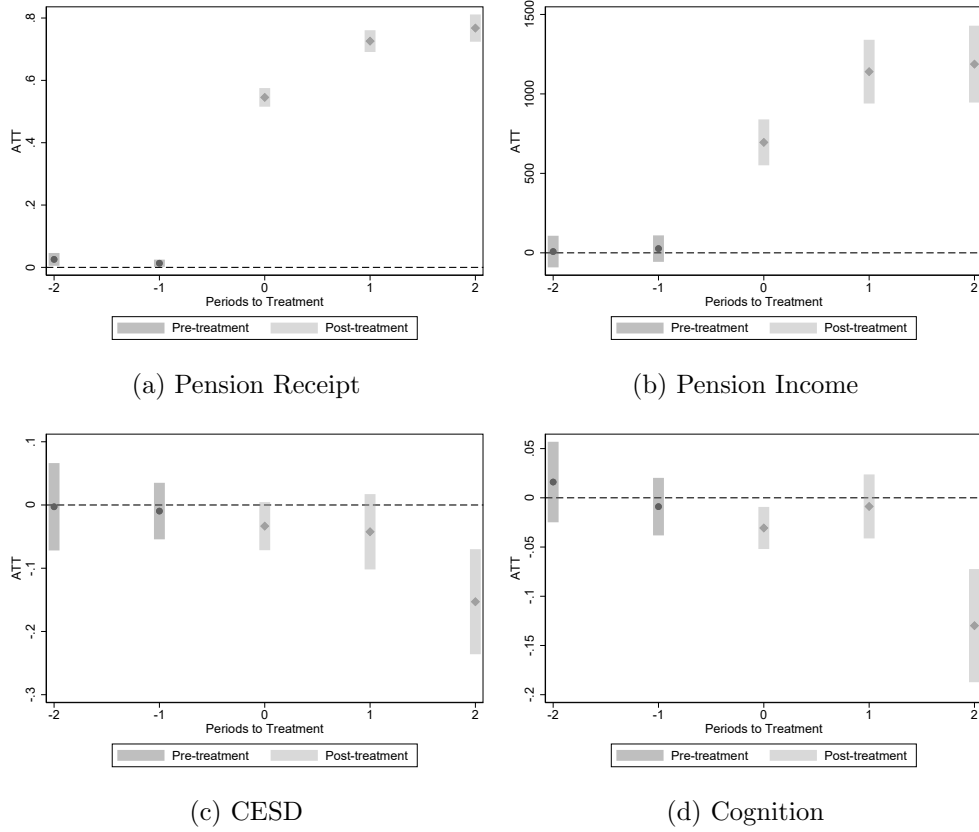 .8
.6
.4
.2
0
ATT
-2 -1 0 1 2
Periods to Treatment
Pre-treatment Post-treatment
(a) Pension Receipt
1500
1000
500
0
ATT
-2 -1 0 1 2
Periods to Treatment
Pre-treatment Post-treatment
(b) Pension Income
.1
0
-.1
-.2
-.3
ATT
-2 -1 0 1 2
Periods to Treatment
Pre-treatment Post-treatment
(c) CESD
.05
0
-.05
-.1
-.15
-.2
ATT
-2 -1 0 1 2
Periods to Treatment
Pre-treatment Post-treatment
(d) Cognition